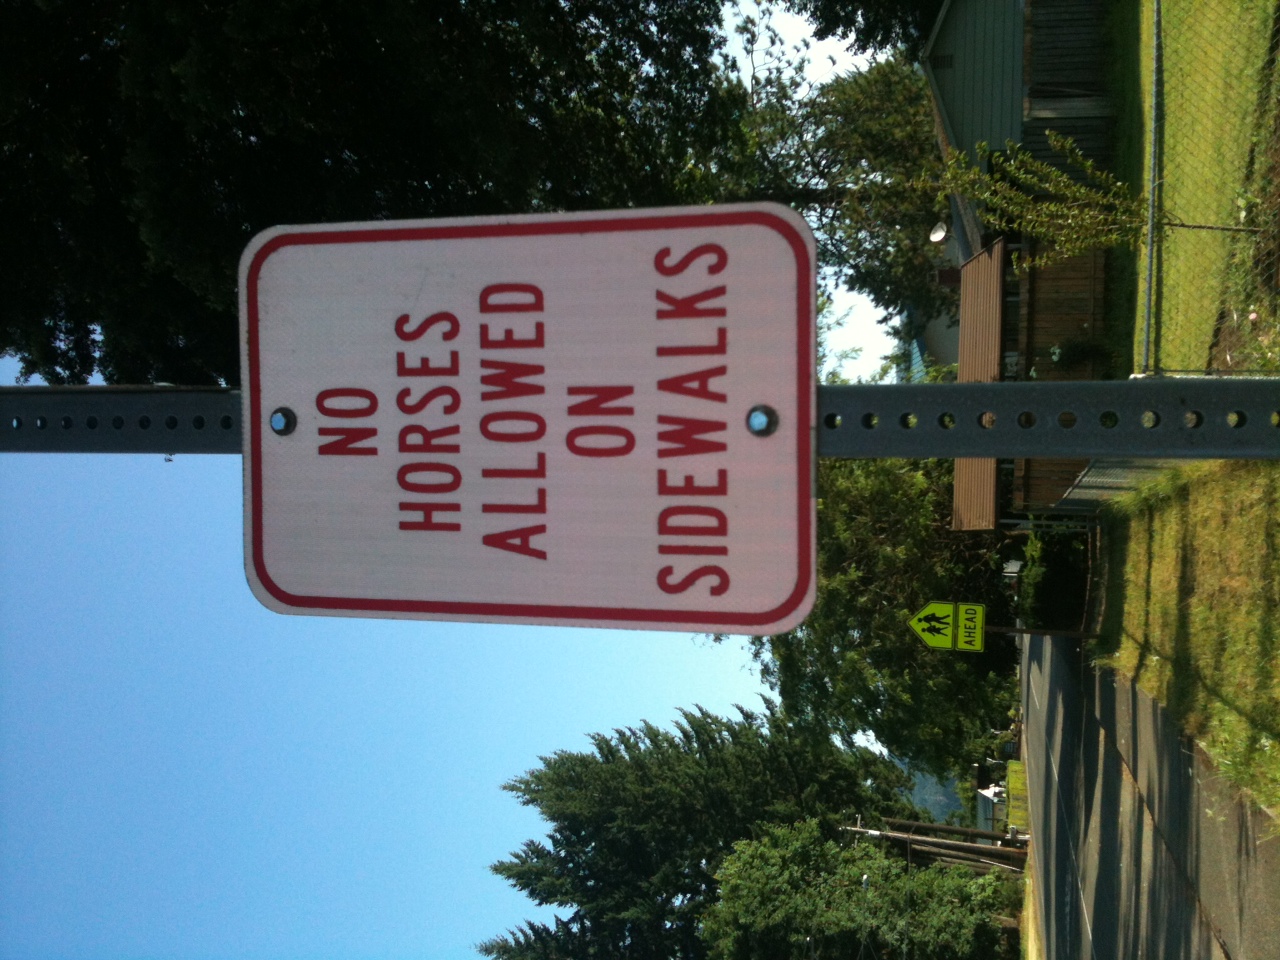 NO
HORSES
ALLOWED
ON
SIDEWALKS
AHEAD